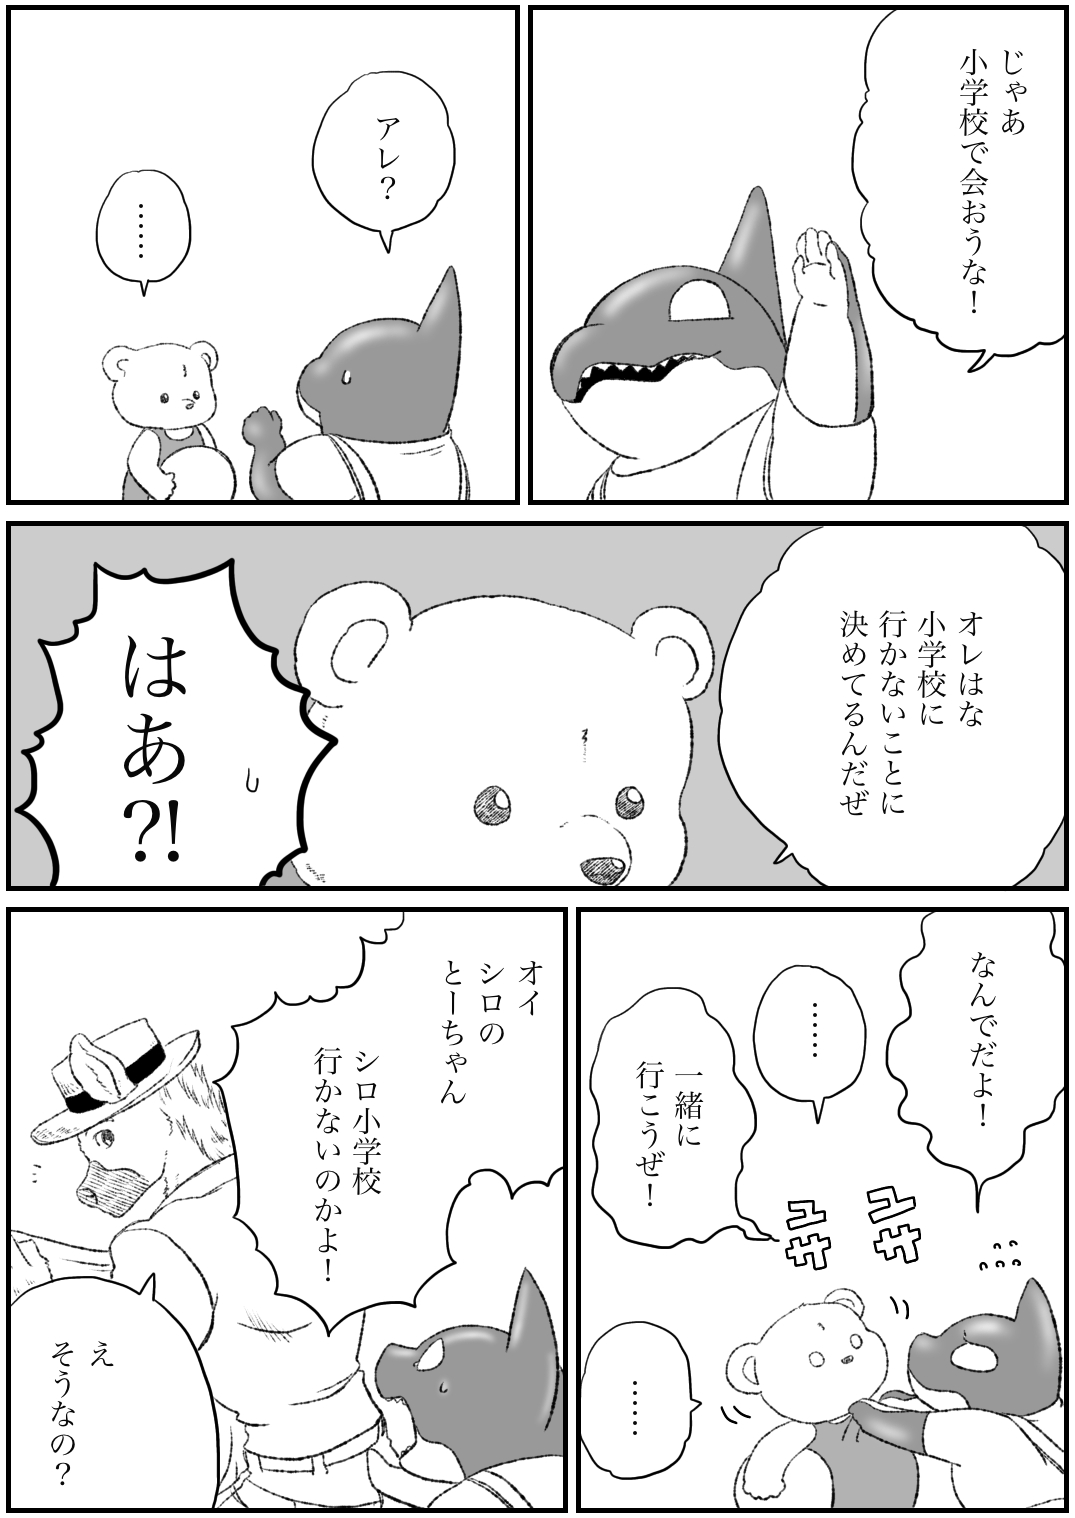 じゃあ
小学校で会おうな！
アレ？
……
オレはな
小学校に
行かないことに
決めてるんだぜ
はあ?!
なんでだよ！
……
一緒に
行こうぜ！
ユサ
ユサ
……
オイ
シロの
とーちゃん
シロ小学校
行かないのかよ！
え
そうなの？